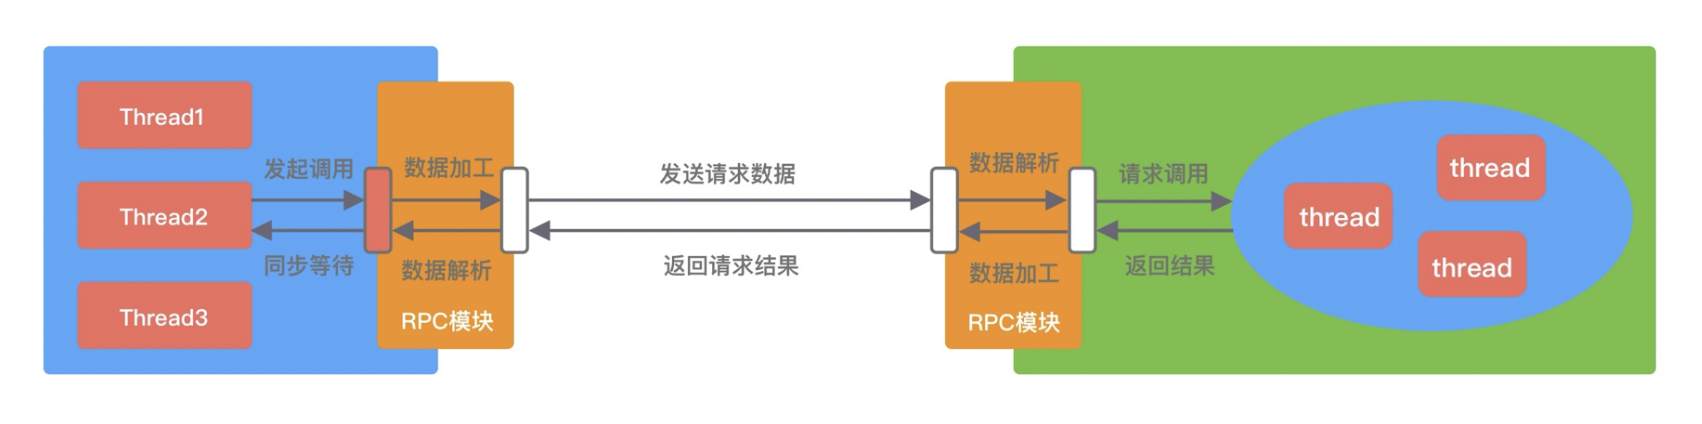 Thread1
Thread2
Thread3
发起调用
同步等待
数据加工
数据解析
RPC模块
发送请求数据
返回请求结果
数据解析
数据加工
RPC模块
请求调用
返回结果
thread
thread
thread